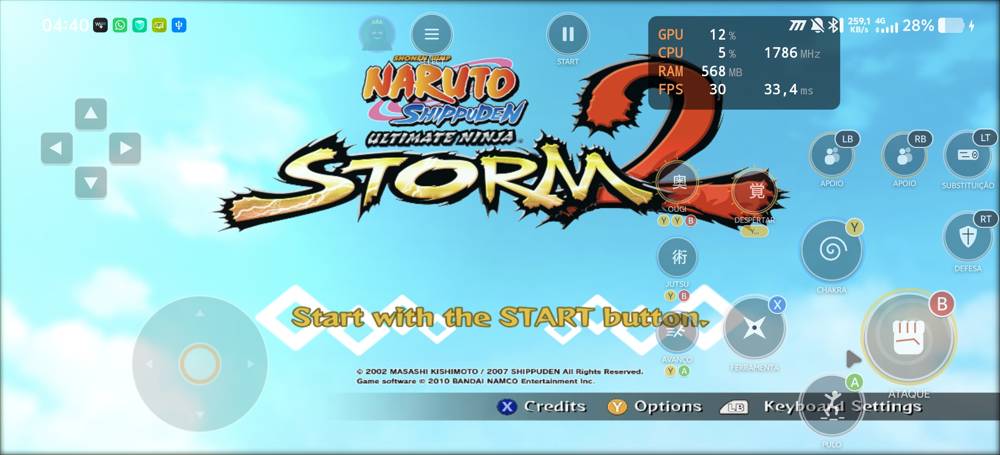 04:40
259,1 KB/s
4G
28%
GPU 12 %
CPU 5 % 1786 MHz
RAM 568 MB
FPS 30 33,4 ms
START
SHONEN JUMP
NARUTO
SHIPPUDEN
ULTIMATE NINJA
STORM 2
LB
APOIO
RB
APOIO
LT
SUBSTITUIÇÃO
奥
OUGI
Y Y B
覚
DESPERTAR
Y..
RT
DEFESA
Y
CHAKRA
術
JUTSU
Y B
Start with the START button.
AVANÇO
Y A
X
FERRAMENTA
B
ATAQUE
© 2002 MASASHI KISHIMOTO / 2007 SHIPPUDEN All Rights Reserved.
Game software © 2010 BANDAI NAMCO Entertainment Inc.
A
PULO
X Credits Y Options LB Keyboard Settings